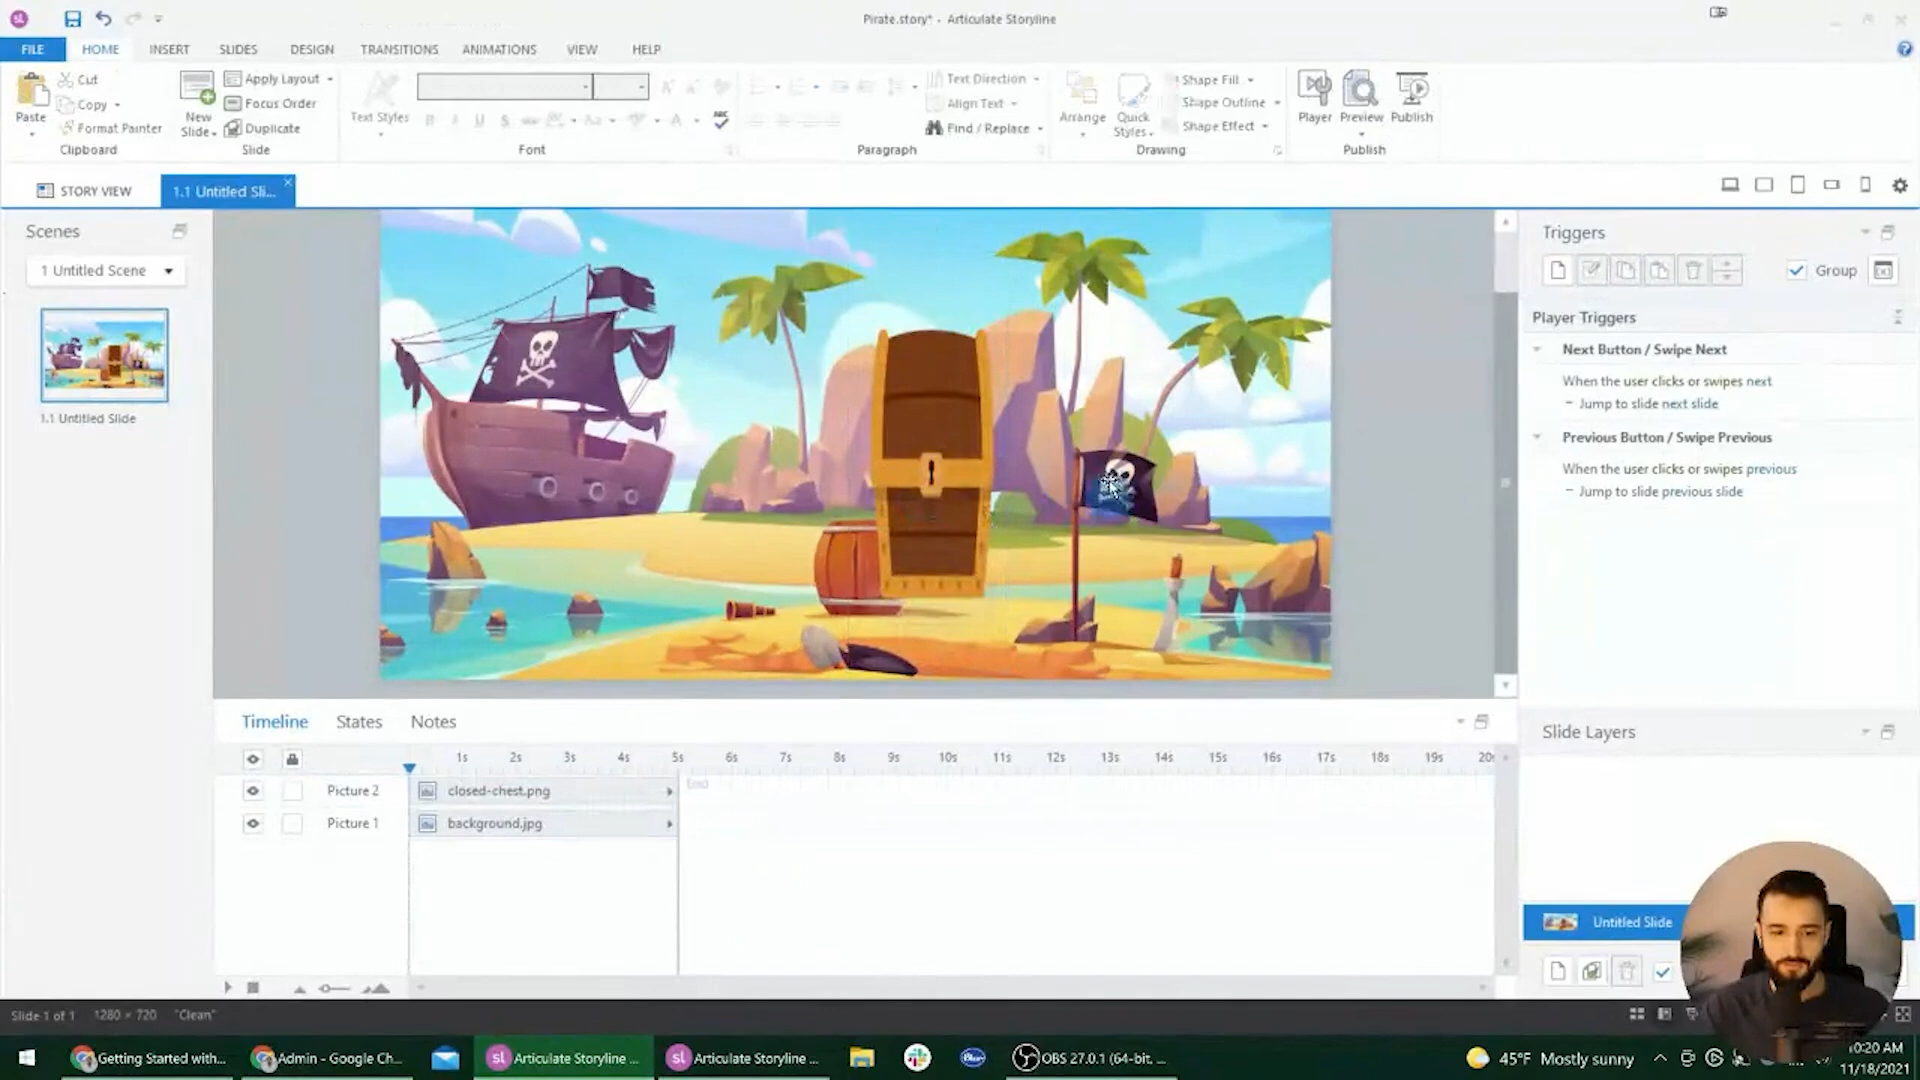 sl
Pirate.story* - Articulate Storyline
FILE
HOME
INSERT
SLIDES
DESIGN
TRANSITIONS
ANIMATIONS
VIEW
HELP
Paste
Cut
Copy
Format Painter
Clipboard
New
Slide
Apply Layout
Focus Order
Duplicate
Slide
Text Styles
Font
Text Direction
Align Text
Find / Replace
Paragraph
Arrange
Quick
Styles
Shape Fill
Shape Outline
Shape Effect
Drawing
Player
Preview
Publish
Publish
STORY VIEW
1.1 Untitled Sli...
Scenes
1 Untitled Scene
1.1 Untitled Slide
Triggers
Group
Player Triggers
Next Button / Swipe Next
When the user clicks or swipes next
Jump to slide next slide
Previous Button / Swipe Previous
When the user clicks or swipes previous
Jump to slide previous slide
Timeline
States
Notes
1s 2s 3s 4s 5s 6s 7s 8s 9s 10s 11s 12s 13s 14s 15s 16s 17s 18s 19s 20s
Picture 2
closed-chest.png
End
Picture 1
background.jpg
Slide Layers
Untitled Slide
Slide 1 of 1
1280 × 720
"Clean"
Getting Started with...
Admin - Google Ch...
sl
Articulate Storyline ...
sl
Articulate Storyline ...
OBS 27.0.1 (64-bit, ...
45°F Mostly sunny
10:20 AM
11/18/2021